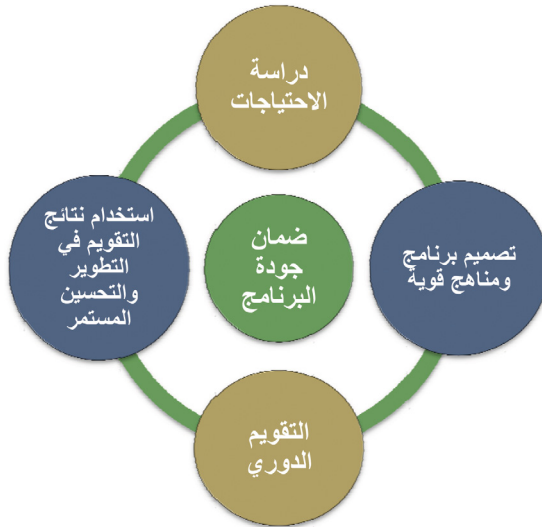 دراسة
الاحتياجات
تصميم برنامج
ومناهج قوية
ضمان
جودة
البرنامج
استخدام نتائج
التقويم في
التطوير
والتحسين
المستمر
التقويم
الدوري